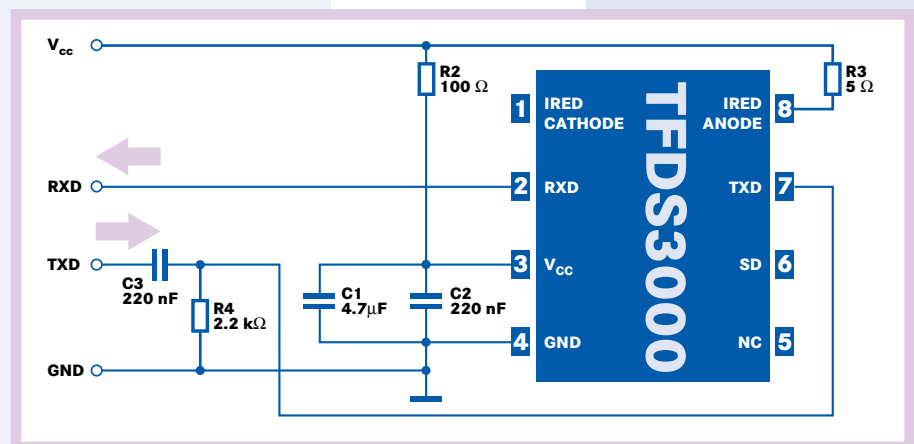 Vcc
R2
100 Ω
R3
5 Ω
1
IRED
CATHODE
IRED
ANODE
8
TFDS3000
RXD
2
RXD
TXD
7
TXD
C3
220 nF
R4
2.2 kΩ
C1
4.7µF
C2
220 nF
3
VCC
SD
6
4
GND
NC
5
GND